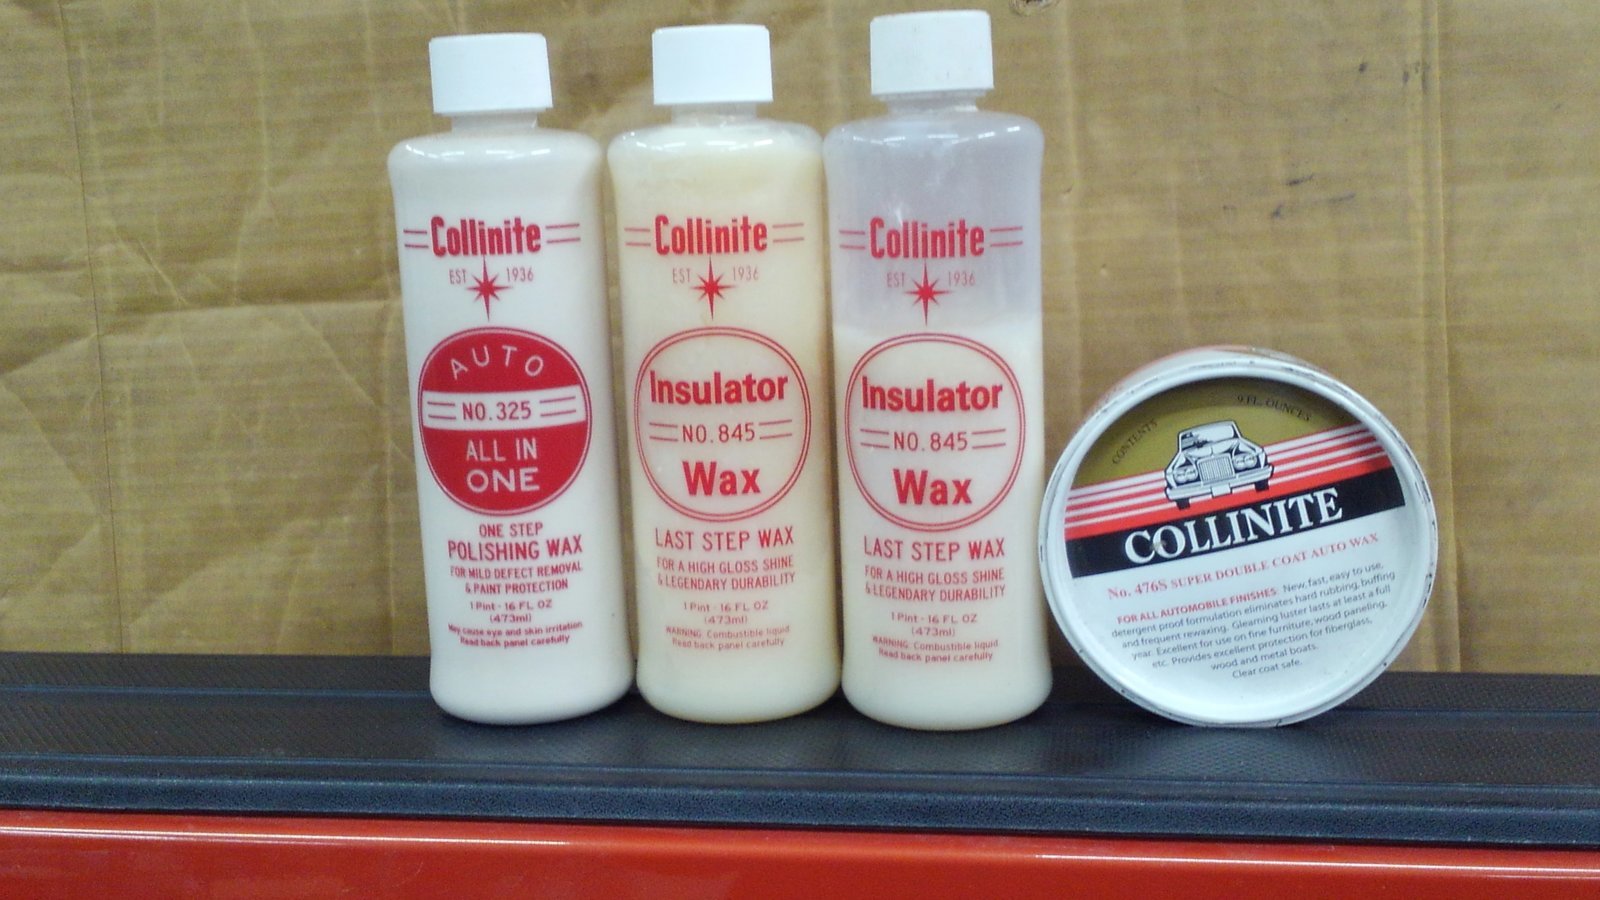 Collinite
EST 1936
AUTO
NO. 325
ALL IN
ONE
ONE STEP
POLISHING WAX
FOR MILD DEFECT REMOVAL
& PAINT PROTECTION
1 Pint - 16 FL OZ
(473ml)
May cause eye and skin irritation
Read back panel carefully
Collinite
EST 1936
Insulator
NO. 845
Wax
LAST STEP WAX
FOR A HIGH GLOSS SHINE
& LEGENDARY DURABILITY
1 Pint - 16 FL OZ
(473ml)
WARNING: Combustible liquid
Read back panel carefully
Collinite
EST 1936
Insulator
NO. 845
Wax
LAST STEP WAX
FOR A HIGH GLOSS SHINE
& LEGENDARY DURABILITY
1 Pint - 16 FL OZ
(473ml)
WARNING: Combustible liquid
Read back panel carefully
CONTENTS 9 FL. OUNCES
COLLINITE
No. 476S SUPER DOUBLE COAT AUTO WAX
FOR ALL AUTOMOBILE FINISHES: New, fast, easy to use,
detergent proof formulation eliminates hard rubbing, buffing
and frequent rewaxing. Gleaming luster lasts at least a full
year. Excellent for use on fine furniture, wood paneling,
etc. Provides excellent protection for fiberglass,
wood and metal boats.
Clear coat safe.